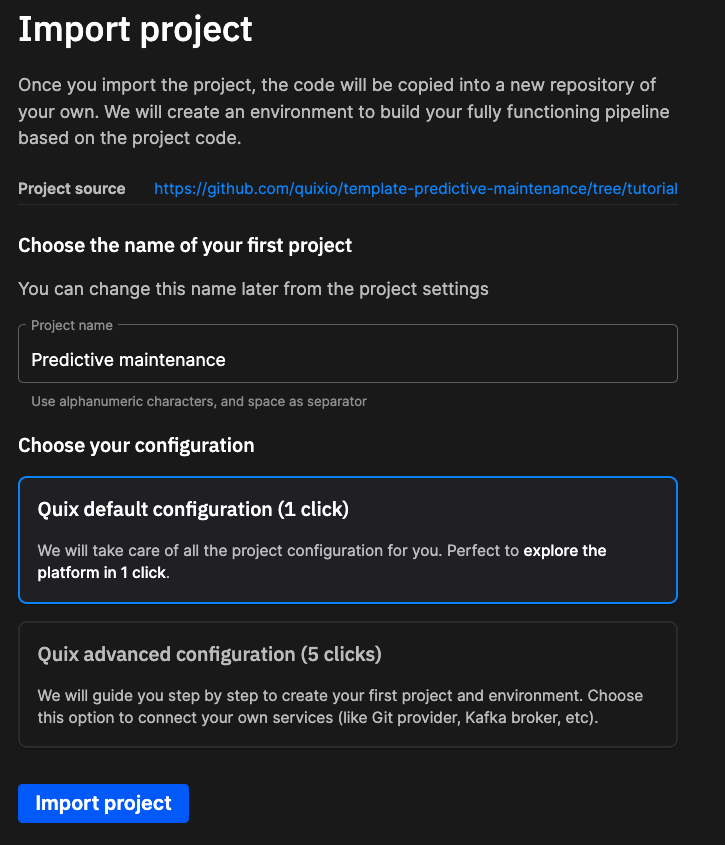 Import project
Once you import the project, the code will be copied into a new repository of
your own. We will create an environment to build your fully functioning pipeline
based on the project code.
Project source https://github.com/quixio/template-predictive-maintenance/tree/tutorial
Choose the name of your first project
You can change this name later from the project settings
Project name
Predictive maintenance
Use alphanumeric characters, and space as separator
Choose your configuration
Quix default configuration (1 click)
We will take care of all the project configuration for you. Perfect to explore the
platform in 1 click.
Quix advanced configuration (5 clicks)
We will guide you step by step to create your first project and environment. Choose
this option to connect your own services (like Git provider, Kafka broker, etc).
Import project